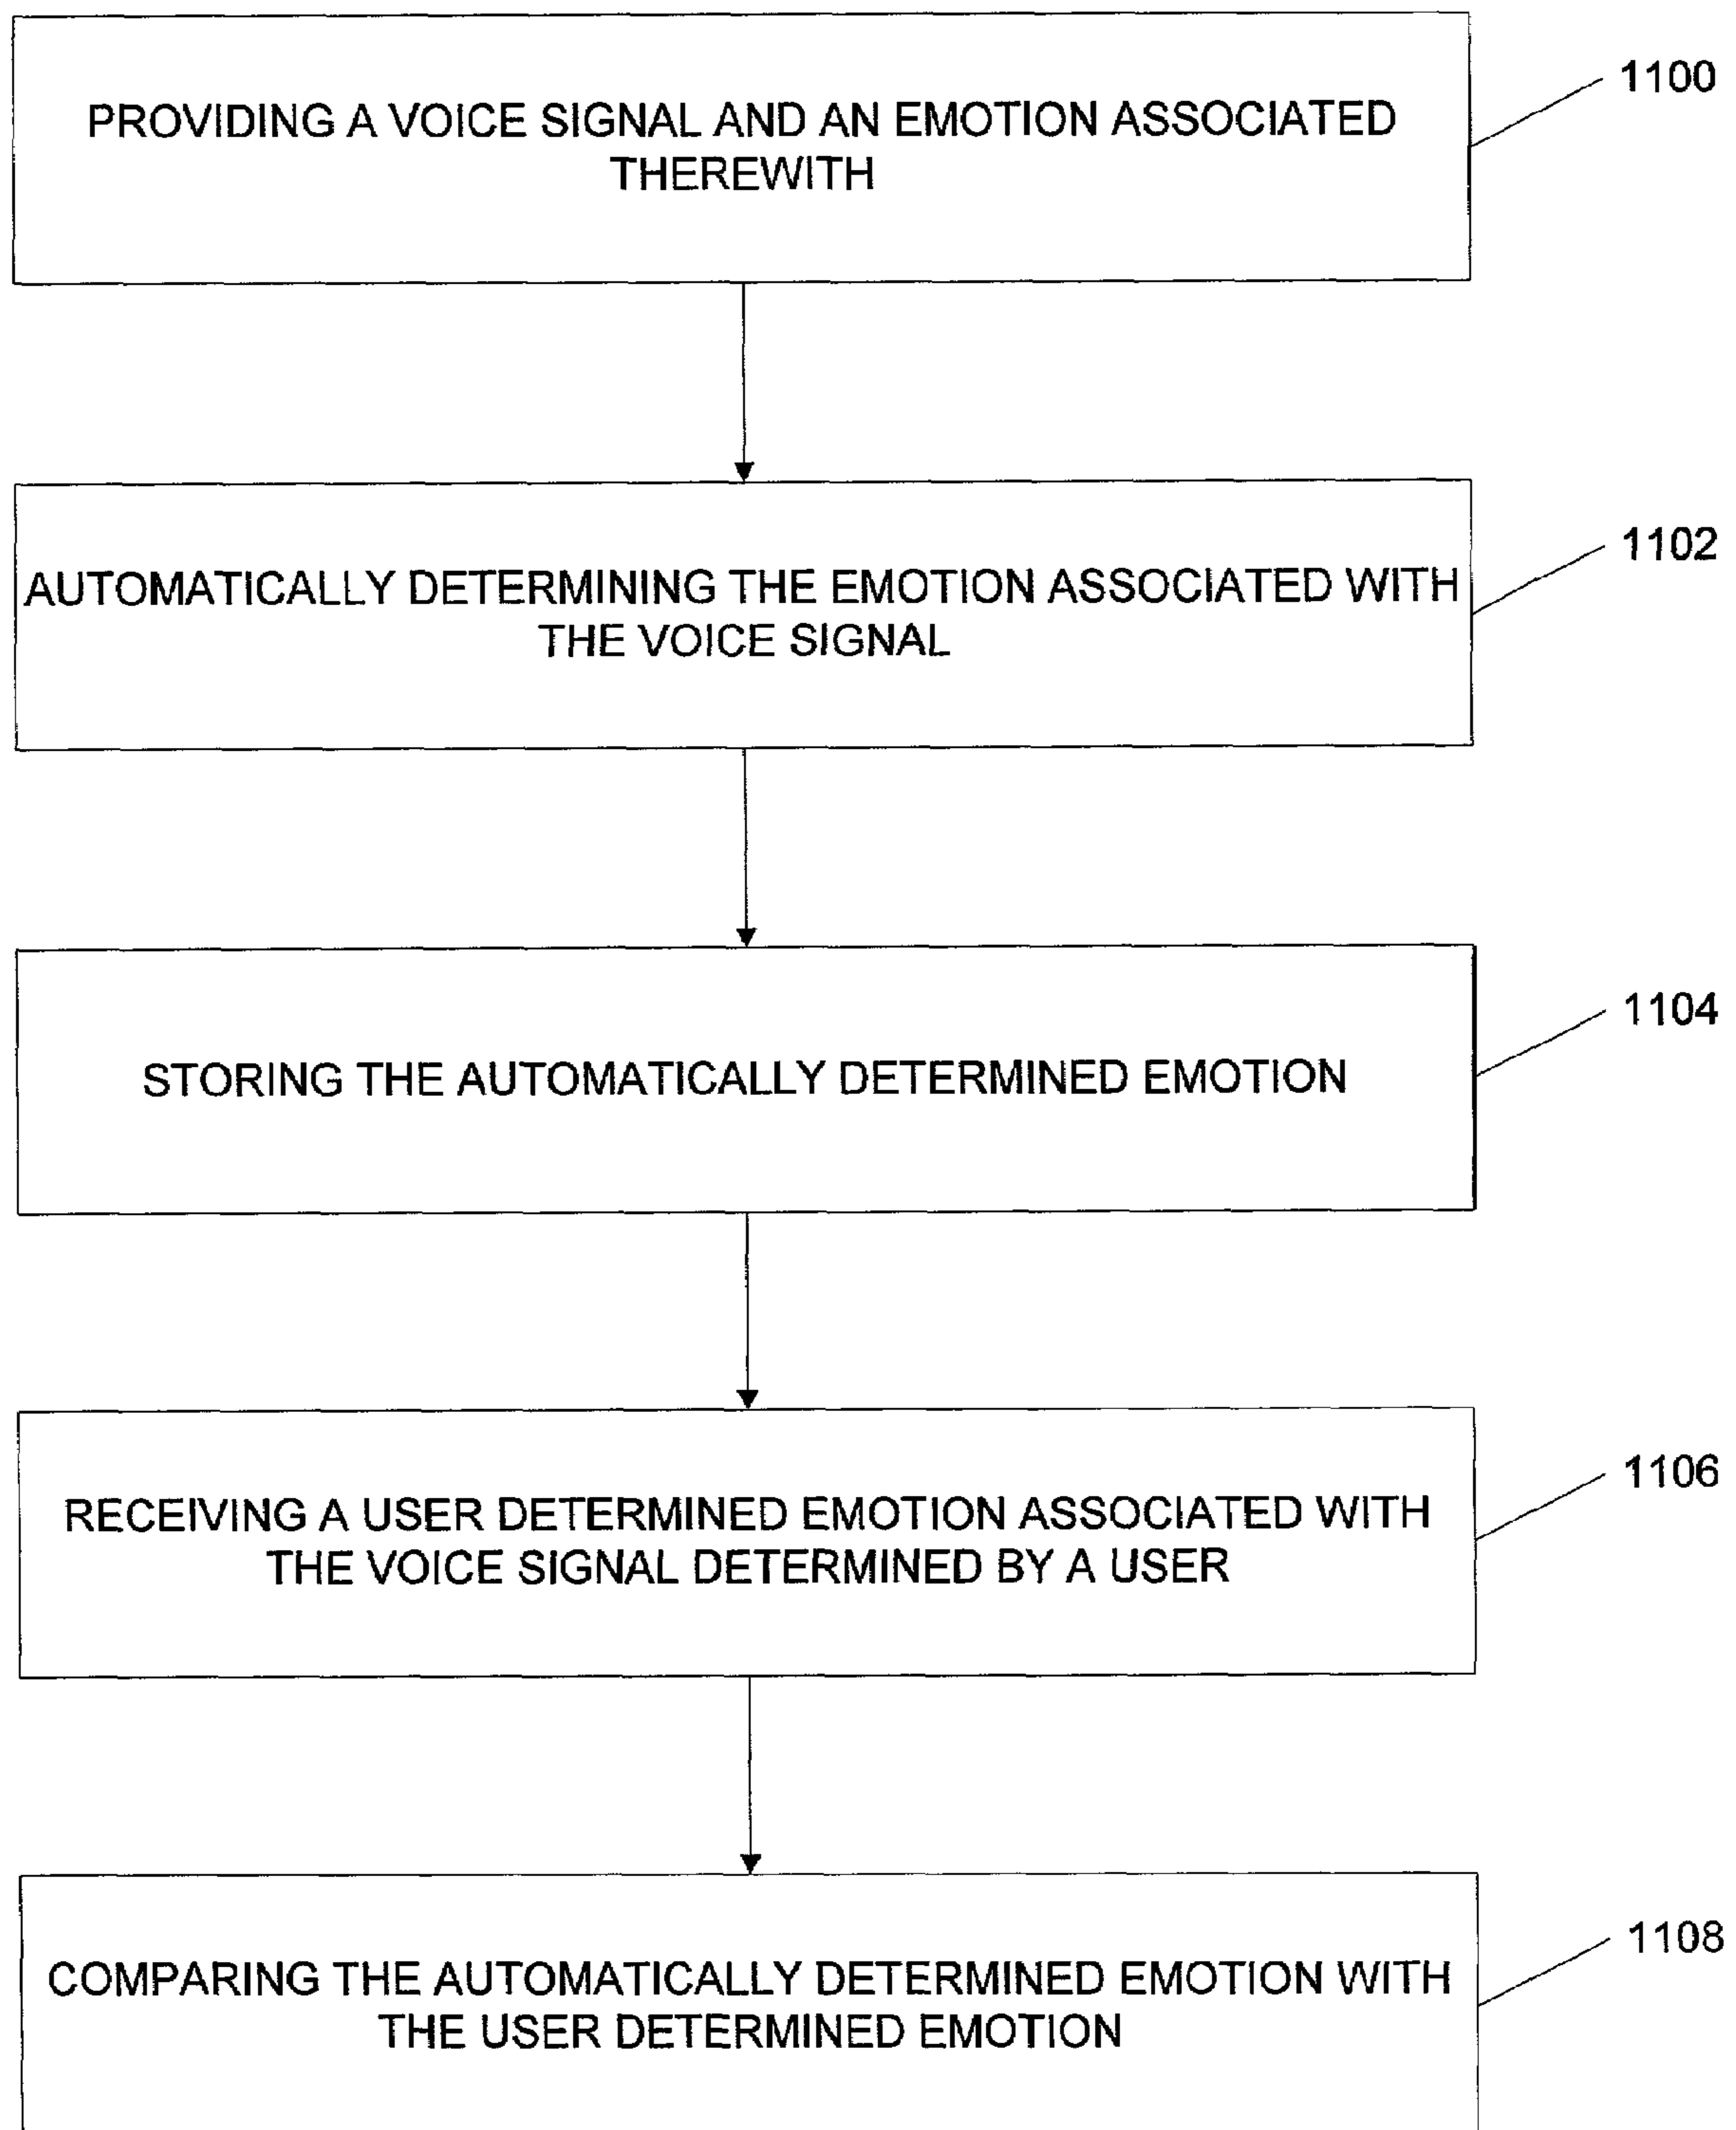 PROVIDING A VOICE SIGNAL AND AN EMOTION ASSOCIATED
THEREWITH
1100
AUTOMATICALLY DETERMINING THE EMOTION ASSOCIATED WITH
THE VOICE SIGNAL
1102
STORING THE AUTOMATICALLY DETERMINED EMOTION
1104
RECEIVING A USER DETERMINED EMOTION ASSOCIATED WITH
THE VOICE SIGNAL DETERMINED BY A USER
1106
COMPARING THE AUTOMATICALLY DETERMINED EMOTION WITH
THE USER DETERMINED EMOTION
1108